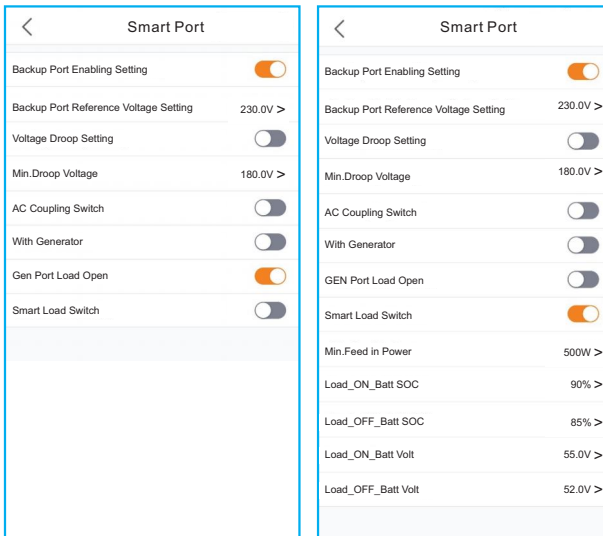 Smart Port
Backup Port Enabling Setting
Backup Port Reference Voltage Setting 230.0V >
Voltage Droop Setting
Min.Droop Voltage 180.0V >
AC Coupling Switch
With Generator
Gen Port Load Open
Smart Load Switch
Smart Port
Backup Port Enabling Setting
Backup Port Reference Voltage Setting 230.0V >
Voltage Droop Setting
Min.Droop Voltage 180.0V >
AC Coupling Switch
With Generator
GEN Port Load Open
Smart Load Switch
Min.Feed in Power 500W >
Load_ON_Batt SOC 90% >
Load_OFF_Batt SOC 85% >
Load_ON_Batt Volt 55.0V >
Load_OFF_Batt Volt 52.0V >